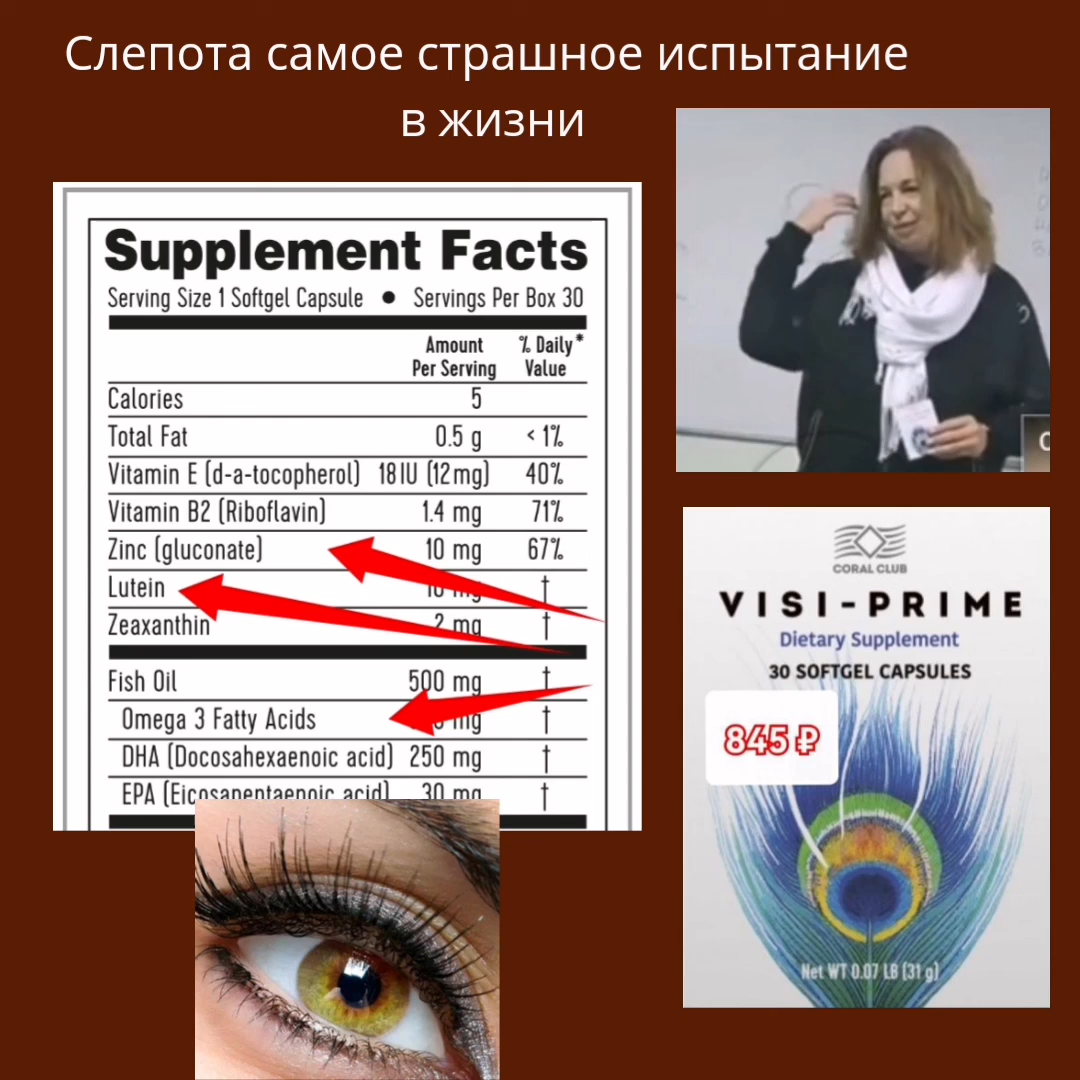 Слепота самое страшное испытание
в жизни
Supplement Facts
Serving Size 1 Softgel Capsule ● Servings Per Box 30
Amount Per Serving % Daily* Value
Calories 5
Total Fat 0.5 g < 1%
Vitamin E (d-a-tocopherol) 18 IU (12 mg) 40%
Vitamin B2 (Riboflavin) 1.4 mg 71%
Zinc (gluconate) 10 mg 67%
Lutein mg †
Zeaxanthin 2 mg †
Fish Oil 500 mg †
Omega 3 Fatty Acids mg †
DHA (Docosahexaenoic acid) 250 mg †
EPA (Eicosapentaenoic acid) 30 mg †
CORAL CLUB
VISI-PRIME
Dietary Supplement
30 SOFTGEL CAPSULES
845 ₽
Net WT 0.07 LB (31 g)